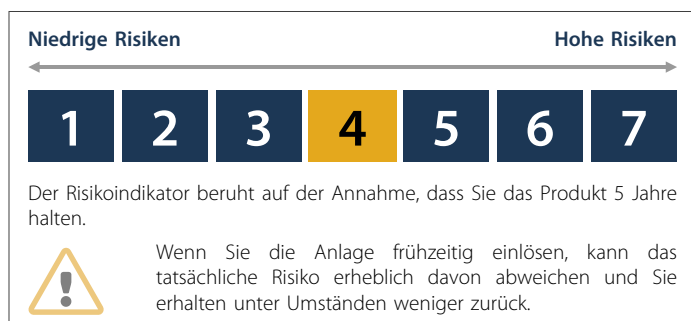 Niedrige Risiken Hohe Risiken
1 2 3 4 5 6 7
Der Risikoindikator beruht auf der Annahme, dass Sie das Produkt 5 Jahre
halten.
Wenn Sie die Anlage frühzeitig einlösen, kann das
tatsächliche Risiko erheblich davon abweichen und Sie
erhalten unter Umständen weniger zurück.